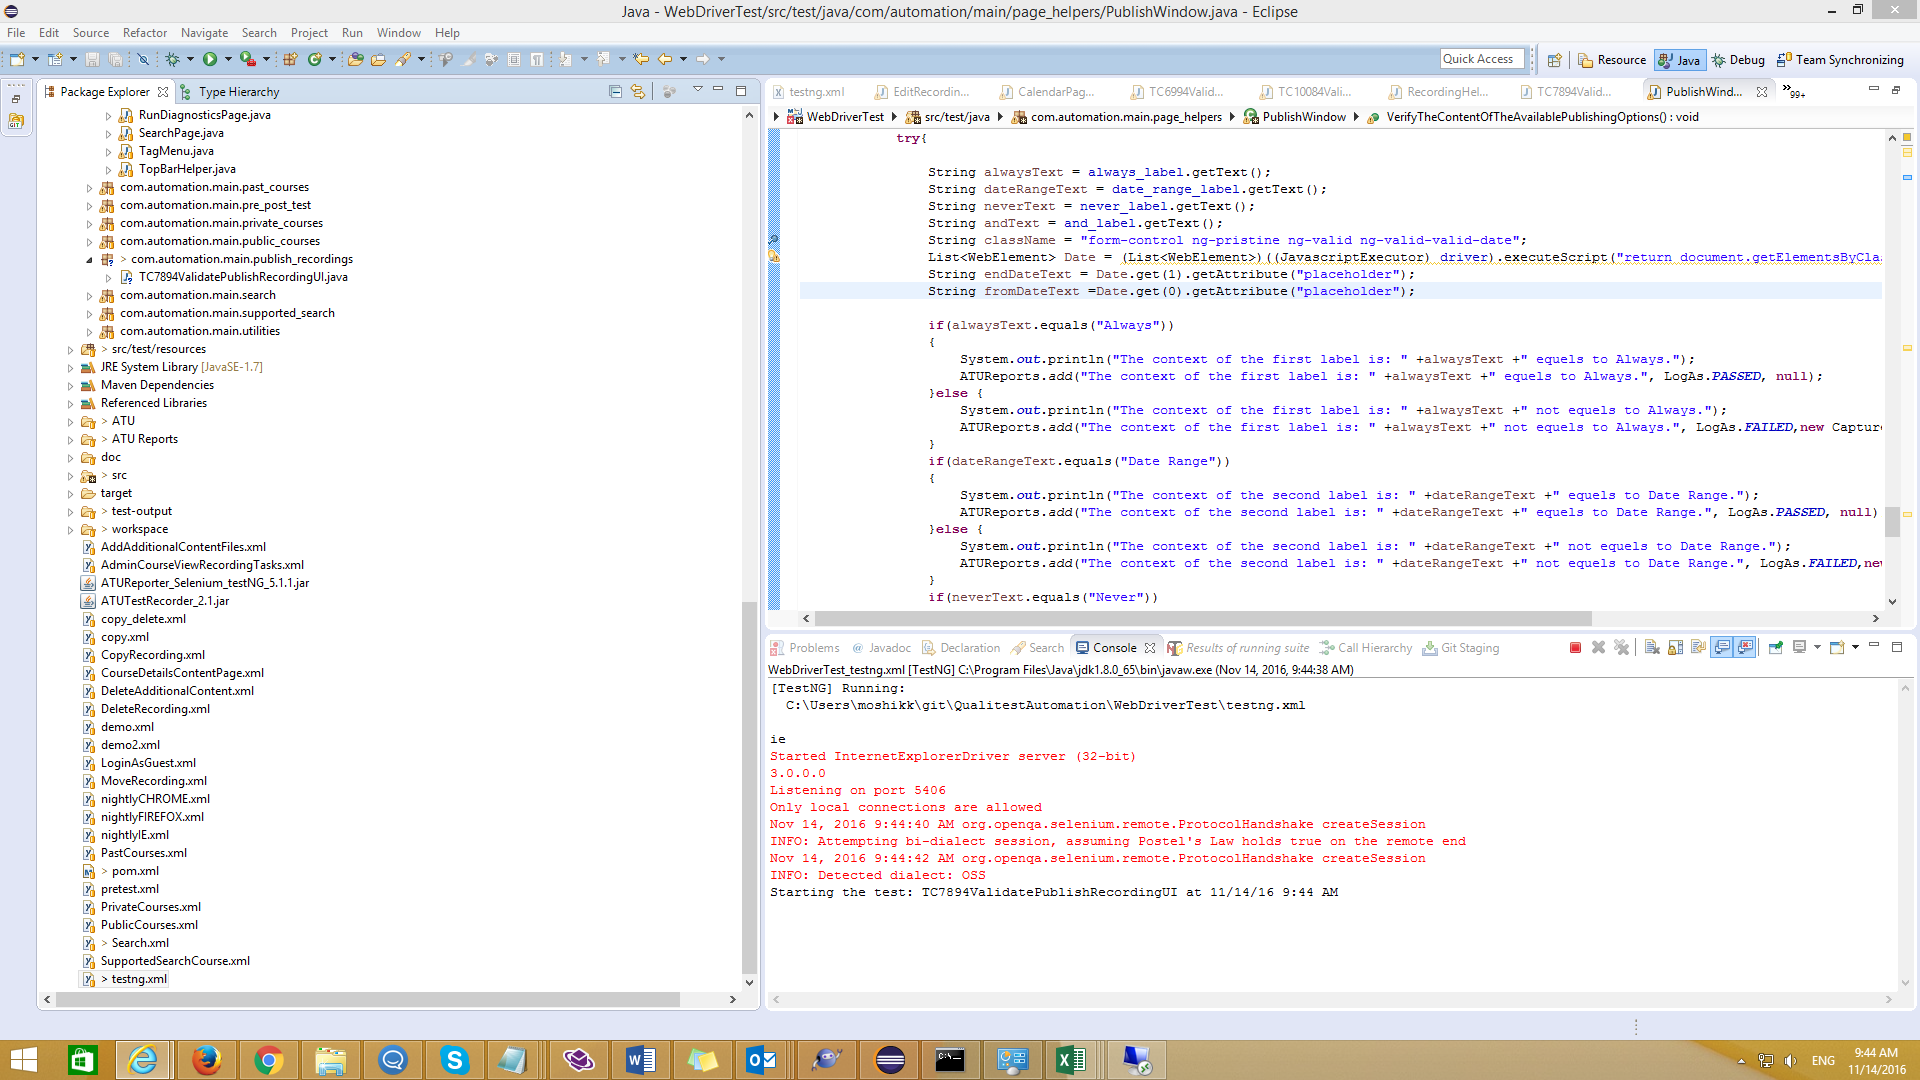 Java - WebDriverTest/src/test/java/com/automation/main/page_helpers/PublishWindow.java - Eclipse
File Edit Source Refactor Navigate Search Project Run Window Help
Quick Access
Resource
Java
Debug
Team Synchronizing
Package Explorer
Type Hierarchy
RunDiagnosticsPage.java
SearchPage.java
TagMenu.java
TopBarHelper.java
com.automation.main.past_courses
com.automation.main.pre_post_test
com.automation.main.private_courses
com.automation.main.public_courses
> com.automation.main.publish_recordings
TC7894ValidatePublishRecordingUI.java
com.automation.main.search
com.automation.main.supported_search
com.automation.main.utilities
> src/test/resources
JRE System Library [JavaSE-1.7]
Maven Dependencies
Referenced Libraries
> ATU
> ATU Reports
doc
> src
target
> test-output
> workspace
AddAdditionalContentFiles.xml
AdminCourseViewRecordingTasks.xml
ATUReporter_Selenium_testNG_5.1.1.jar
ATUTestRecorder_2.1.jar
copy_delete.xml
copy.xml
CopyRecording.xml
CourseDetailsContentPage.xml
DeleteAdditionalContent.xml
DeleteRecording.xml
demo.xml
demo2.xml
LoginAsGuest.xml
MoveRecording.xml
nightlyCHROME.xml
nightlyFIREFOX.xml
nightlyIE.xml
PastCourses.xml
> pom.xml
pretest.xml
PrivateCourses.xml
PublicCourses.xml
> Search.xml
SupportedSearchCourse.xml
> testng.xml
testng.xml
EditRecordin...
CalendarPag...
TC6994Valid...
TC10084Vali...
RecordingHel...
TC7894Valid...
PublishWind...
»99+
WebDriverTest
src/test/java
com.automation.main.page_helpers
PublishWindow
VerifyTheContentOfTheAvailablePublishingOptions() : void
try{
String alwaysText = always_label.getText();
String dateRangeText = date_range_label.getText();
String neverText = never_label.getText();
String andText = and_label.getText();
String className = "form-control ng-pristine ng-valid ng-valid-valid-date";
List<WebElement> Date = (List<WebElement>)((JavascriptExecutor) driver).executeScript("return document.getElementsByCla
String endDateText = Date.get(1).getAttribute("placeholder");
String fromDateText =Date.get(0).getAttribute("placeholder");
if(alwaysText.equals("Always"))
{
System.out.println("The context of the first label is: " +alwaysText +" equals to Always.");
ATUReports.add("The context of the first label is: " +alwaysText +" equels to Always.", LogAs.PASSED, null);
}else {
System.out.println("The context of the first label is: " +alwaysText +" not equels to Always.");
ATUReports.add("The context of the first label is: " +alwaysText +" not equels to Always.", LogAs.FAILED,new Captur
}
if(dateRangeText.equals("Date Range"))
{
System.out.println("The context of the second label is: " +dateRangeText +" equels to Date Range.");
ATUReports.add("The context of the second label is: " +dateRangeText +" equels to Date Range.", LogAs.PASSED, null)
}else {
System.out.println("The context of the second label is: " +dateRangeText +" not equels to Date Range.");
ATUReports.add("The context of the second label is: " +dateRangeText +" not equels to Date Range.", LogAs.FAILED,ne
}
if(neverText.equals("Never"))
Problems
@ Javadoc
Declaration
Search
Console
Results of running suite
Call Hierarchy
Git Staging
WebDriverTest_testng.xml [TestNG] C:\Program Files\Java\jdk1.8.0_65\bin\javaw.exe (Nov 14, 2016, 9:44:38 AM)
[TestNG] Running:
C:\Users\moshikk\git\QualitestAutomation\WebDriverTest\testng.xml
ie
Started InternetExplorerDriver server (32-bit)
3.0.0.0
Listening on port 5406
Only local connections are allowed
Nov 14, 2016 9:44:40 AM org.openqa.selenium.remote.ProtocolHandshake createSession
INFO: Attempting bi-dialect session, assuming Postel's Law holds true on the remote end
Nov 14, 2016 9:44:42 AM org.openqa.selenium.remote.ProtocolHandshake createSession
INFO: Detected dialect: OSS
Starting the test: TC7894ValidatePublishRecordingUI at 11/14/16 9:44 AM
ENG
9:44 AM
11/14/2016